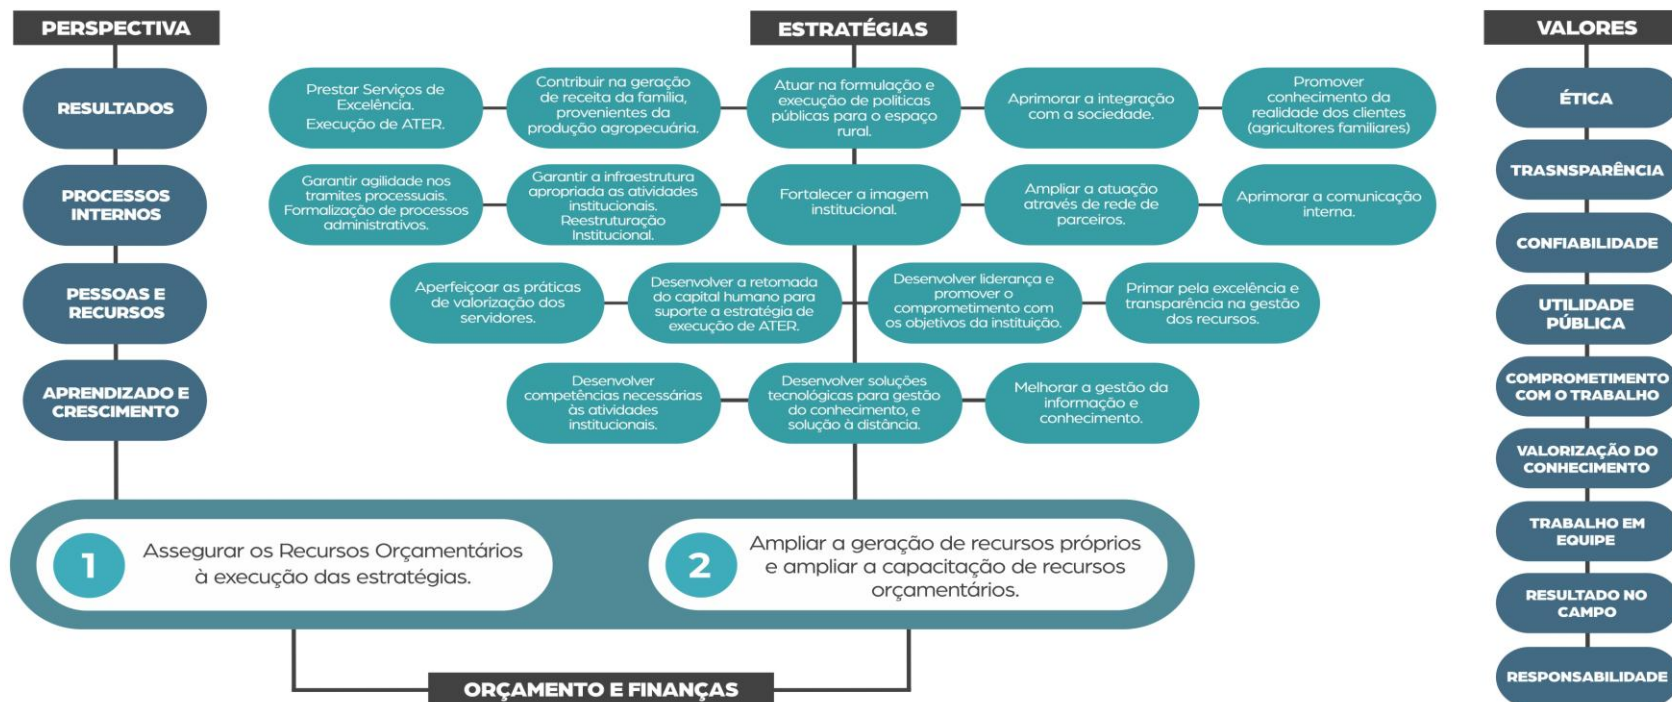 PERSPECTIVA
RESULTADOS
PROCESSOS
INTERNOS
PESSOAS E
RECURSOS
APRENDIZADO E
CRESCIMENTO
ESTRATÉGIAS
Prestar Serviços de
Excelência.
Execução de ATER.
Contribuir na geração
de receita da família,
provenientes da
produção agropecuária.
Atuar na formulação e
execução de politicas
públicas para o espaço
rural.
Aprimorar a integração
com a sociedade.
Promover
conhecimento da
realidade dos clientes
(agricultores familiares)
Garantir agilidade nos
tramites processuais.
Formalização de processos
administrativos.
Garantir a infraestrutura
apropriada as atividades
institucionais.
Reestruturação
Institucional.
Fortalecer a imagem
institucional.
Ampliar a atuação
através de rede de
parceiros.
Aprimorar a comunicação
interna.
Aperfeiçoar as práticas
de valorização dos
servidores.
Desenvolver a retomada
do capital humano para
suporte a estratégia de
execução de ATER.
Desenvolver liderança e
promover o
comprometimento com
os objetivos da instituição.
Primar pela excelência e
transparência na gestão
dos recursos.
Desenvolver
competências necessárias
às atividades
institucionais.
Desenvolver soluções
tecnológicas para gestão
do conhecimento, e
solução à distância.
Melhorar a gestão da
informação e
conhecimento.
1
Assegurar os Recursos Orçamentários
à execução das estratégias.
2
Ampliar a geração de recursos próprios
e ampliar a capacitação de recursos
orçamentários.
ORÇAMENTO E FINANÇAS
VALORES
ÉTICA
TRASNSPARÊNCIA
CONFIABILIDADE
UTILIDADE
PÚBLICA
COMPROMETIMENTO
COM O TRABALHO
VALORIZAÇÃO DO
CONHECIMENTO
TRABALHO EM
EQUIPE
RESULTADO NO
CAMPO
RESPONSABILIDADE